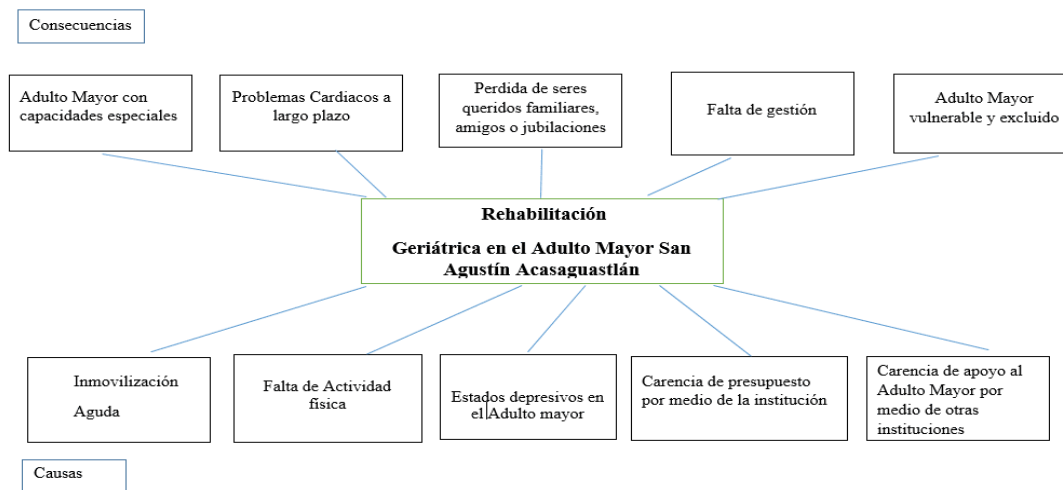 Consecuencias
Adulto Mayor con
capacidades especiales
Problemas Cardiacos a
largo plazo
Perdida de seres
queridos familiares,
amigos o jubilaciones
Falta de gestión
Adulto Mayor
vulnerable y excluido
Rehabilitación
Geriátrica en el Adulto Mayor San
Agustín Acasaguastlán
Inmovilización
Aguda
Falta de Actividad
física
Estados depresivos en
el Adulto mayor
Carencia de presupuesto
por medio de la institución
Carencia de apoyo al
Adulto Mayor por
medio de otras
instituciones
Causas